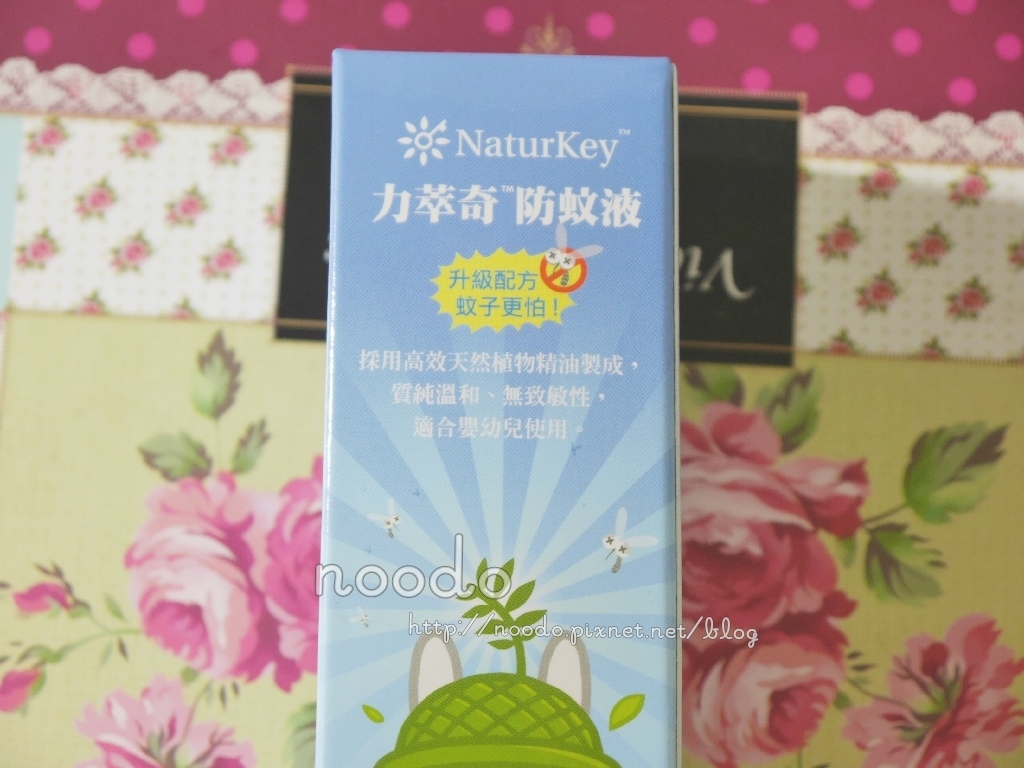 NaturKey™
力萃奇™防蚊液
升級配方
蚊子更怕！
採用高效天然植物精油製成，
質純溫和、無致敏性，
適合嬰幼兒使用。
noodo
http://noodo.pixnet.net/blog